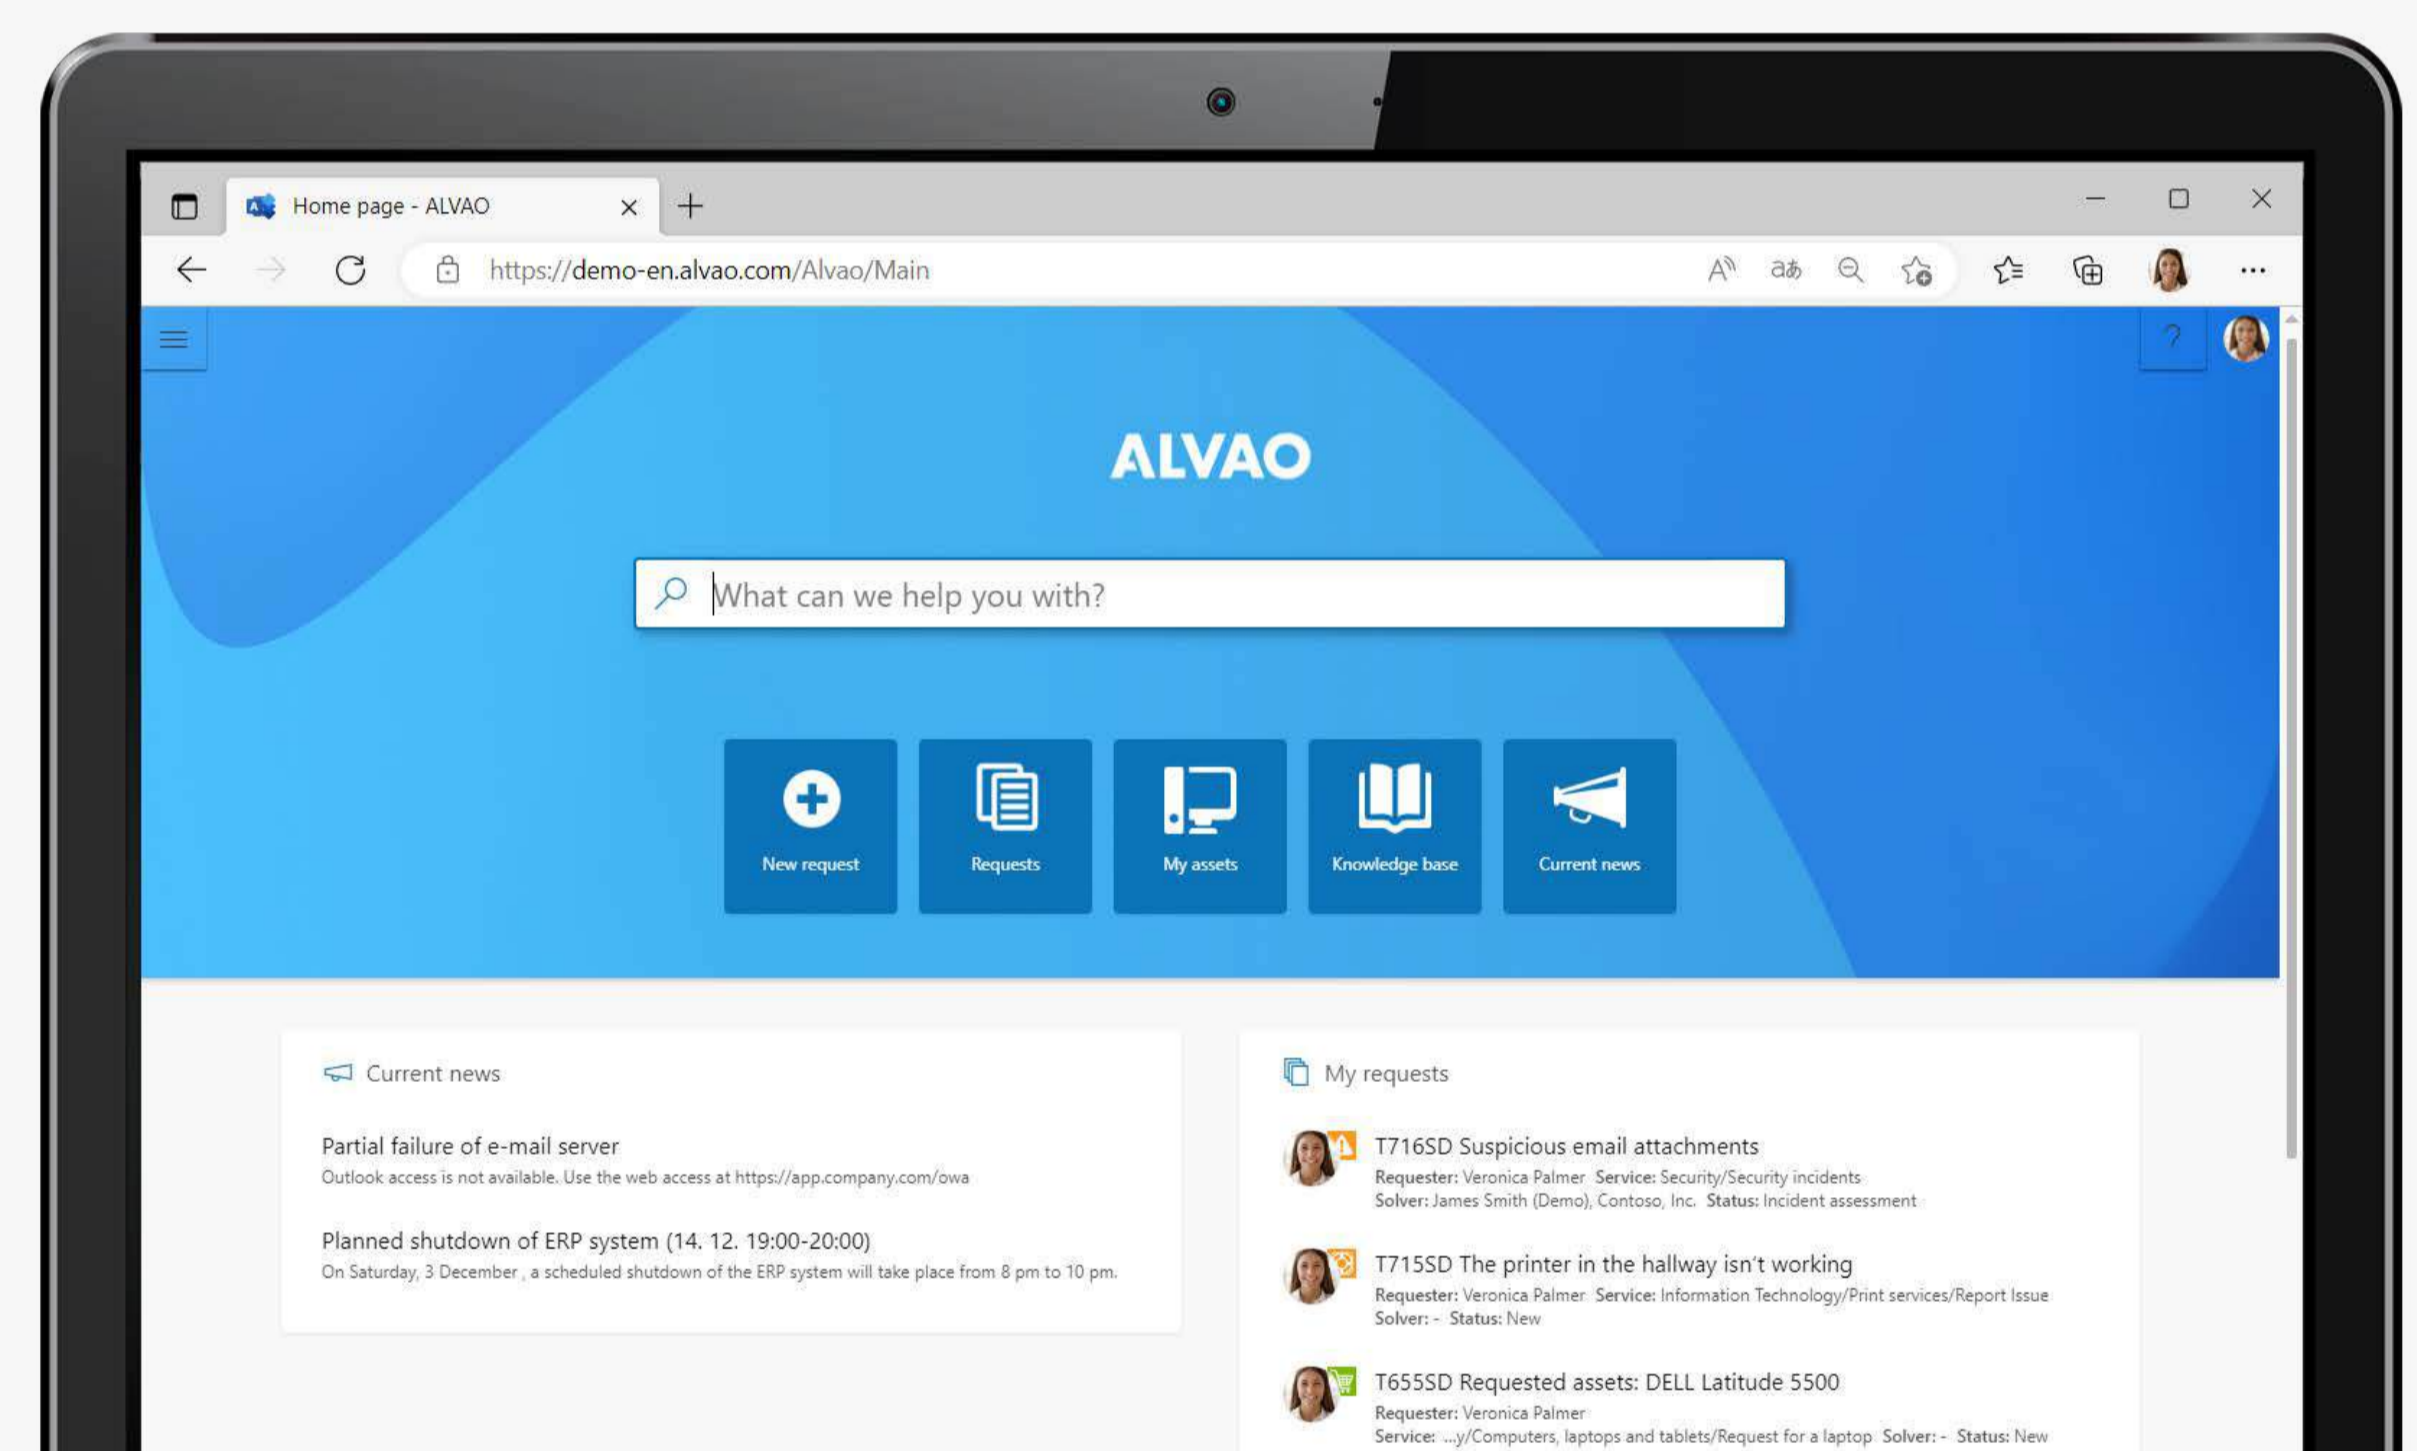 Home page - ALVAO
https://demo-en.alvao.com/Alvao/Main
A aあ
?
ALVAO
What can we help you with?
New request
Requests
My assets
Knowledge base
Current news
Current news
Partial failure of e-mail server
Outlook access is not available. Use the web access at https://app.company.com/owa
Planned shutdown of ERP system (14. 12. 19:00-20:00)
On Saturday, 3 December , a scheduled shutdown of the ERP system will take place from 8 pm to 10 pm.
My requests
T716SD Suspicious email attachments
Requester: Veronica Palmer Service: Security/Security incidents
Solver: James Smith (Demo), Contoso, Inc. Status: Incident assessment
T715SD The printer in the hallway isn't working
Requester: Veronica Palmer Service: Information Technology/Print services/Report Issue
Solver: - Status: New
T655SD Requested assets: DELL Latitude 5500
Requester: Veronica Palmer
Service: ...y/Computers, laptops and tablets/Request for a laptop Solver: - Status: New